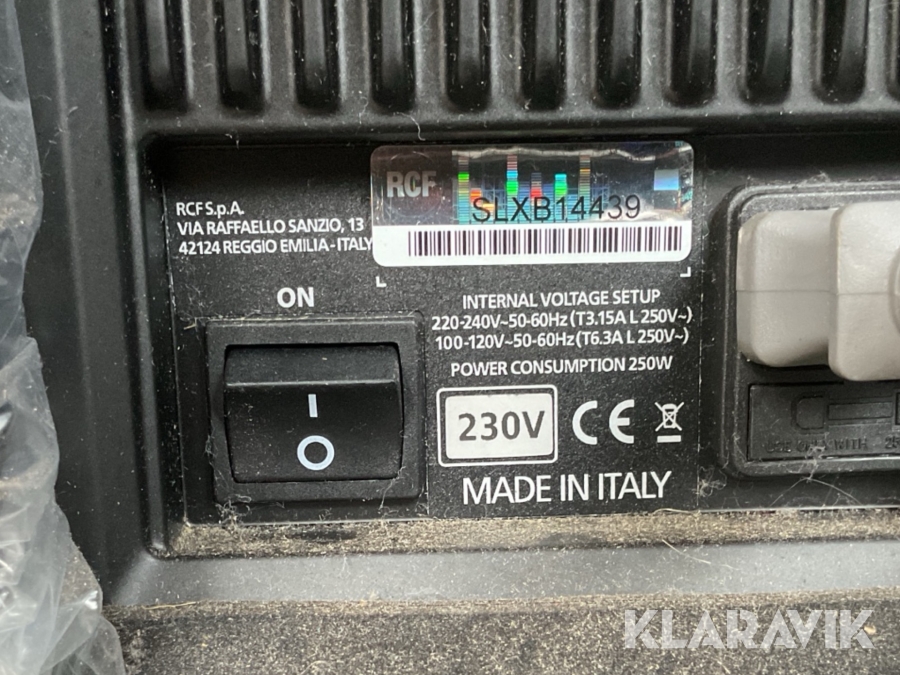 KLARAVIK
RCF
SLXB14439
RCF S.p.A.
VIA RAFFAELLO SANZIO, 13
42124 REGGIO EMILIA - ITALY
ON
INTERNAL VOLTAGE SETUP
220-240V~50-60Hz (T3.15A L 250V~)
100-120V~50-60Hz (T6.3A L 250V~)
POWER CONSUMPTION 250W
I
O
230V
CE
MADE IN ITALY
WITH
KLARAVIK